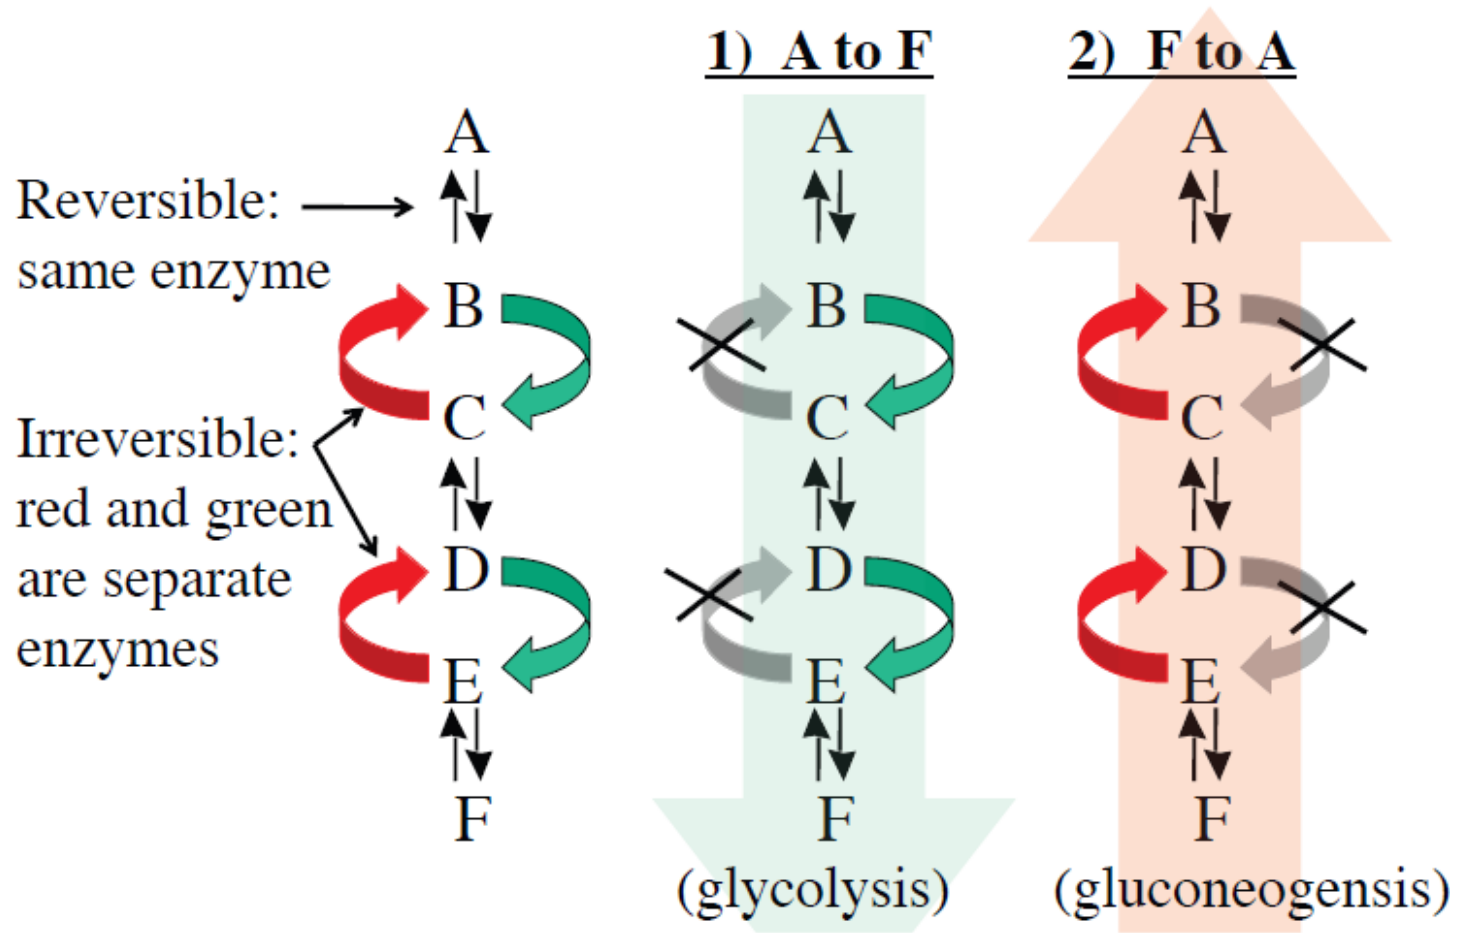 1) A to F
2) F to A
Reversible:
same enzyme
Irreversible:
red and green
are separate
enzymes
A
B
C
D
E
F
A
B
C
D
E
F
(glycolysis)
A
B
C
D
E
F
(gluconeogensis)